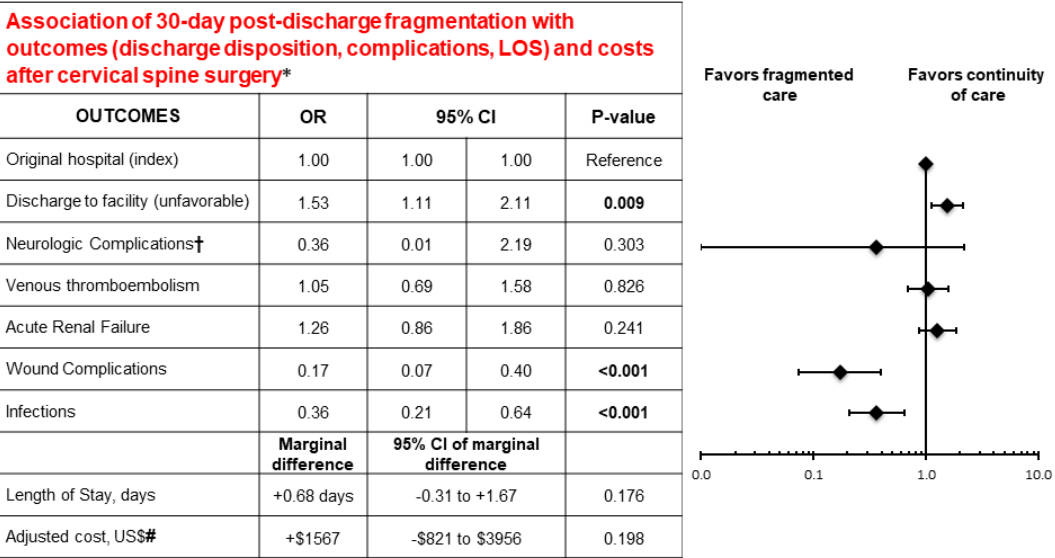 Association of 30-day post-discharge fragmentation with
outcomes (discharge disposition, complications, LOS) and costs
after cervical spine surgery*
OUTCOMES OR 95% CI P-value
Original hospital (index) 1.00 1.00 1.00 Reference
Discharge to facility (unfavorable) 1.53 1.11 2.11 0.009
Neurologic Complications† 0.36 0.01 2.19 0.303
Venous thromboembolism 1.05 0.69 1.58 0.826
Acute Renal Failure 1.26 0.86 1.86 0.241
Wound Complications 0.17 0.07 0.40 <0.001
Infections 0.36 0.21 0.64 <0.001
Marginal 95% CI of marginal
difference difference
Length of Stay, days +0.68 days -0.31 to +1.67 0.176
Adjusted cost, US$# +$1567 -$821 to $3956 0.198
Favors fragmented Favors continuity
care of care
0.0 0.1 1.0 10.0